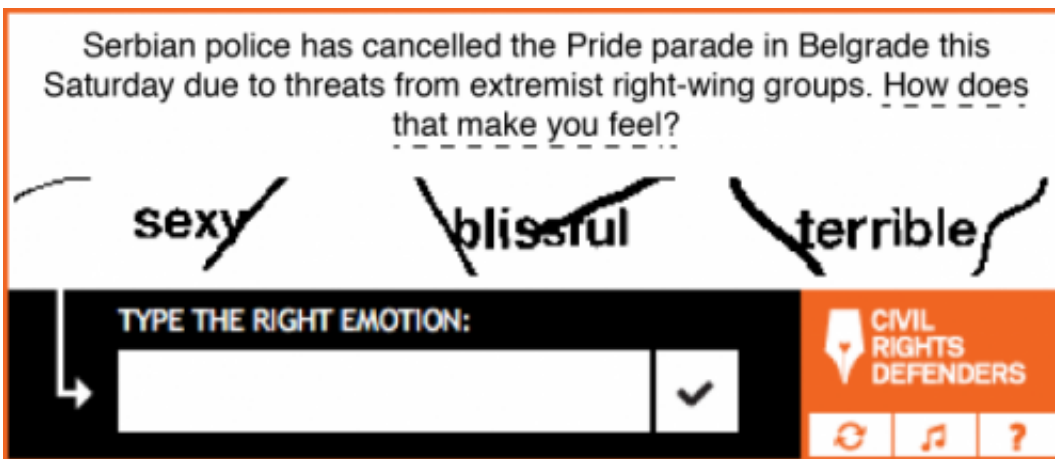 Serbian police has cancelled the Pride parade in Belgrade this
Saturday due to threats from extremist right-wing groups. How does
that make you feel?
sexy blissful terrible
TYPE THE RIGHT EMOTION:
CIVIL
RIGHTS
DEFENDERS
?